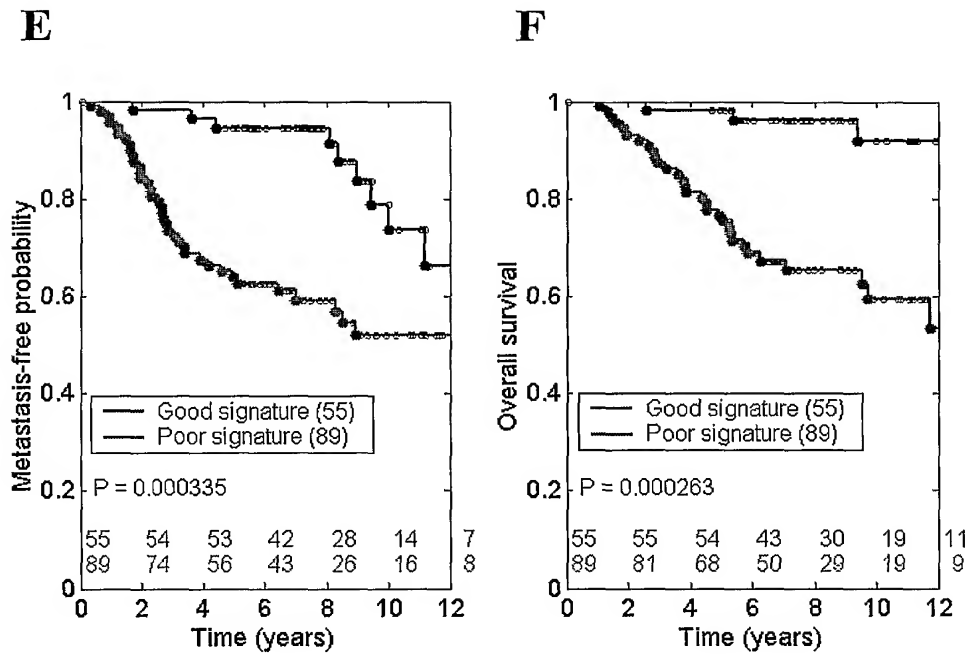 E
Metastasis-free probability
1
0.8
0.6
0.4
0.2
0
Good signature (55)
Poor signature (89)
P = 0.000335
55 54 53 42 28 14 7
89 74 56 43 26 16 8
0 2 4 6 8 10 12
Time (years)
F
Overall survival
1
0.8
0.6
0.4
0.2
0
Good signature (55)
Poor signature (89)
P = 0.000263
55 55 54 43 30 19 11
89 81 68 50 29 19 9
0 2 4 6 8 10 12
Time (years)